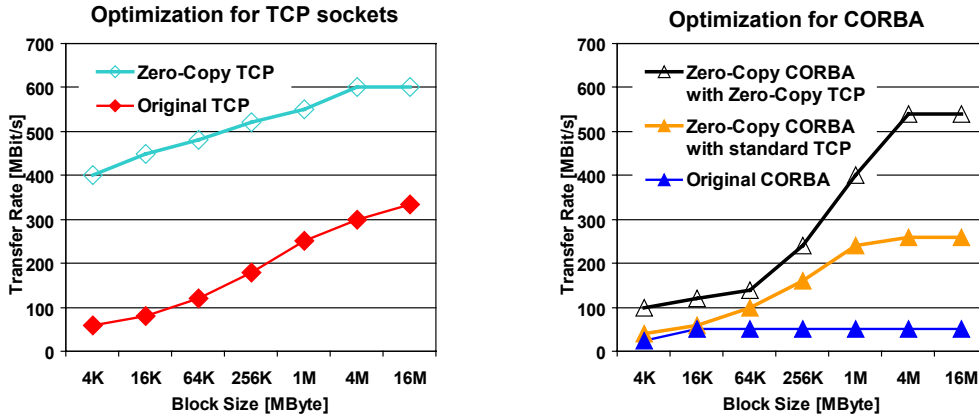 Optimization for TCP sockets
700
600
500
400
300
200
100
0
Transfer Rate [MBit/s]
Zero-Copy TCP
Original TCP
4K 16K 64K 256K 1M 4M 16M
Block Size [MByte]
Optimization for CORBA
700
600
500
400
300
200
100
0
Transfer Rate [MBit/s]
Zero-Copy CORBA
with Zero-Copy TCP
Zero-Copy CORBA
with standard TCP
Original CORBA
4K 16K 64K 256K 1M 4M 16M
Block Size [MByte]